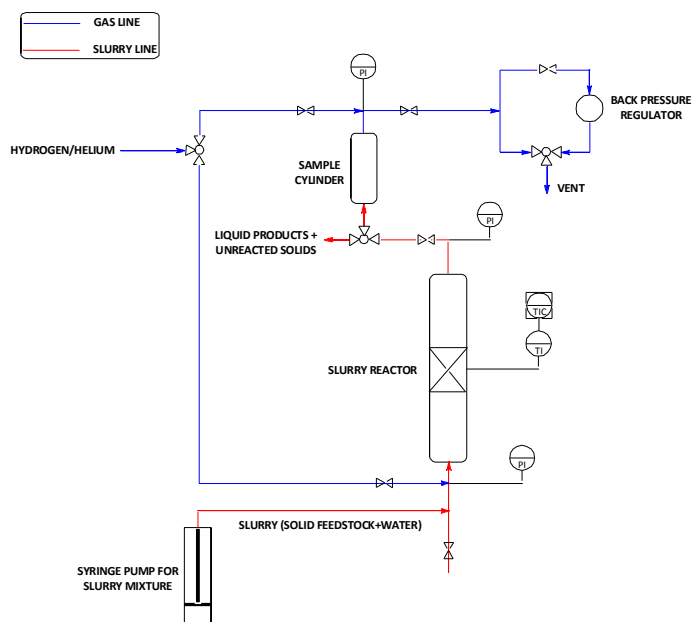 GAS LINE
SLURRY LINE
PI
BACK PRESSURE
REGULATOR
HYDROGEN/HELIUM
SAMPLE
CYLINDER
VENT
PI
LIQUID PRODUCTS +
UNREACTED SOLIDS
TIC
TI
SLURRY REACTOR
PI
SLURRY (SOLID FEEDSTOCK+WATER)
SYRINGE PUMP FOR
SLURRY MIXTURE